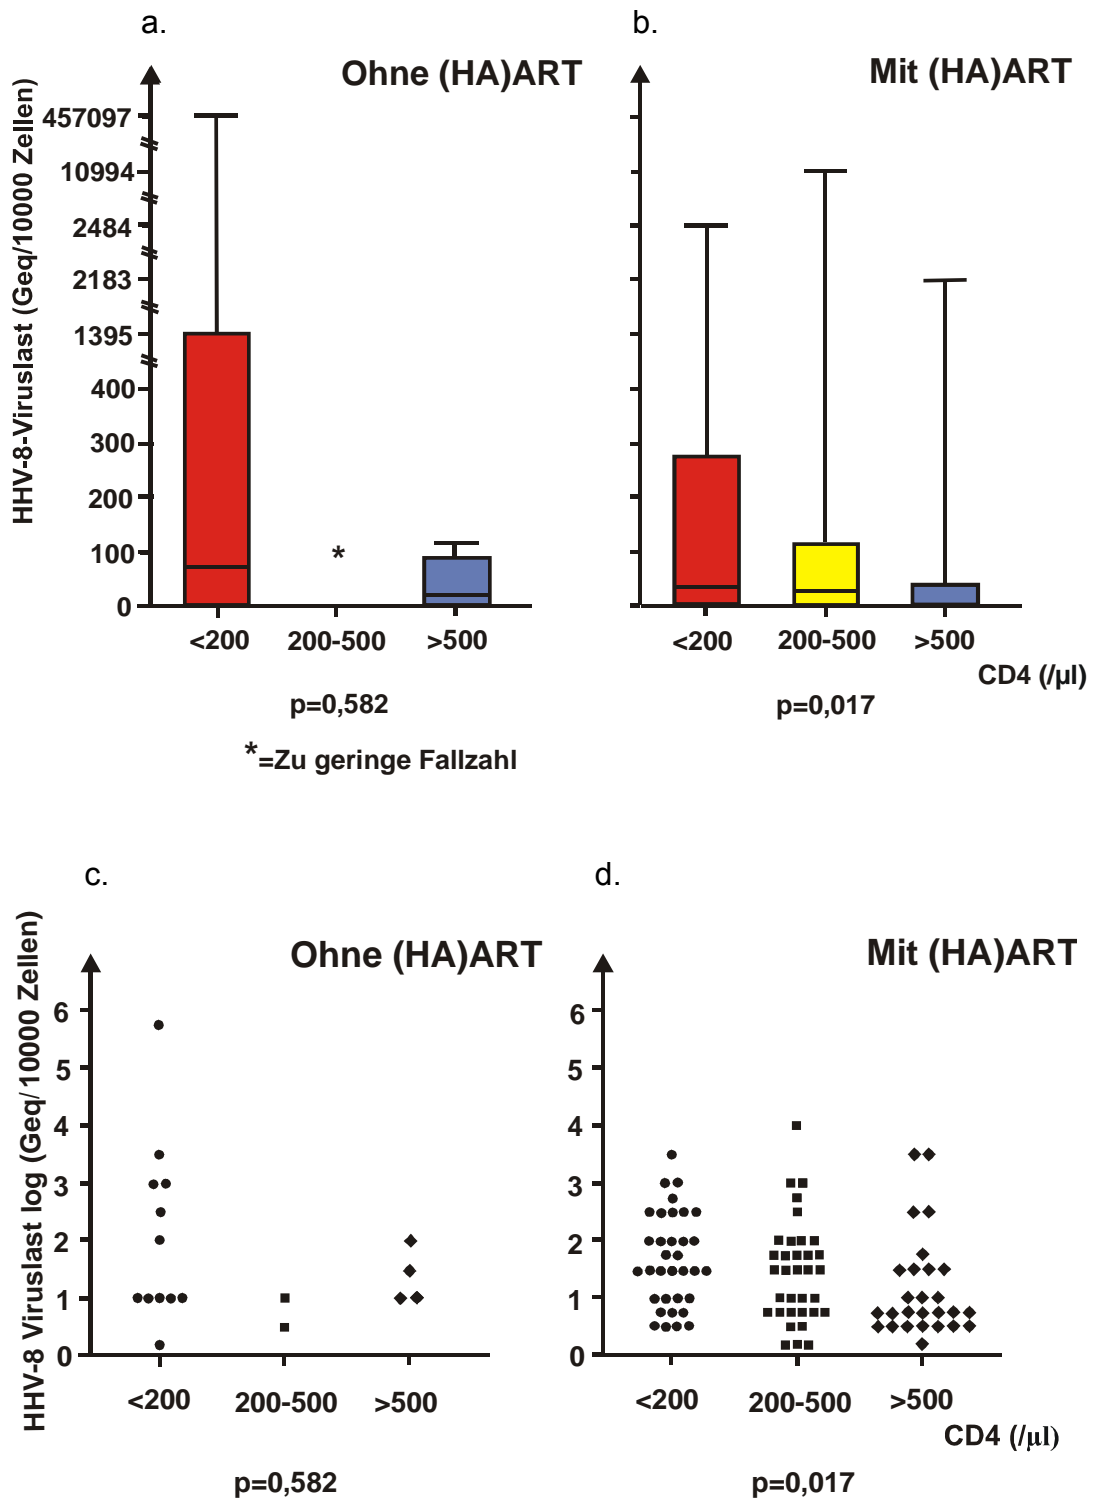 a.
Ohne (HA)ART
HHV-8-Viruslast (Geq/10000 Zellen)
457097
10994
2484
2183
1395
400
300
200
100
0
*
<200 200-500 >500
p=0,582
*=Zu geringe Fallzahl
b.
Mit (HA)ART
<200 200-500 >500
CD4 (/µl)
p=0,017
c.
Ohne (HA)ART
HHV-8 Viruslast log (Geq/10000 Zellen)
6
5
4
3
2
1
0
<200 200-500 >500
p=0,582
d.
Mit (HA)ART
6
5
4
3
2
1
0
<200 200-500 >500
CD4 (/µl)
p=0,017